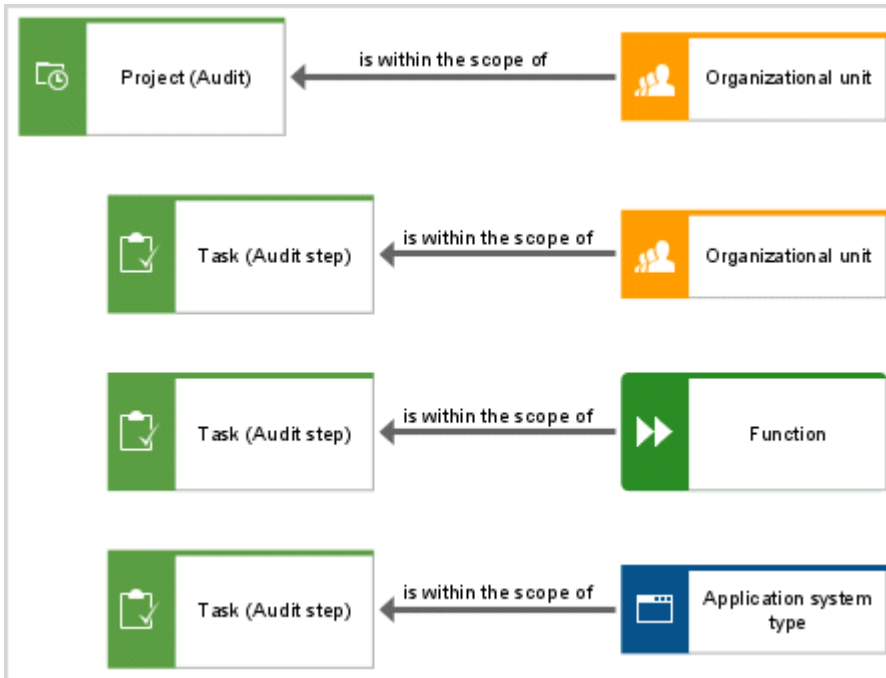 Project (Audit)
is within the scope of
Organizational unit
Task (Audit step)
is within the scope of
Organizational unit
Task (Audit step)
is within the scope of
Function
Task (Audit step)
is within the scope of
Application system
type